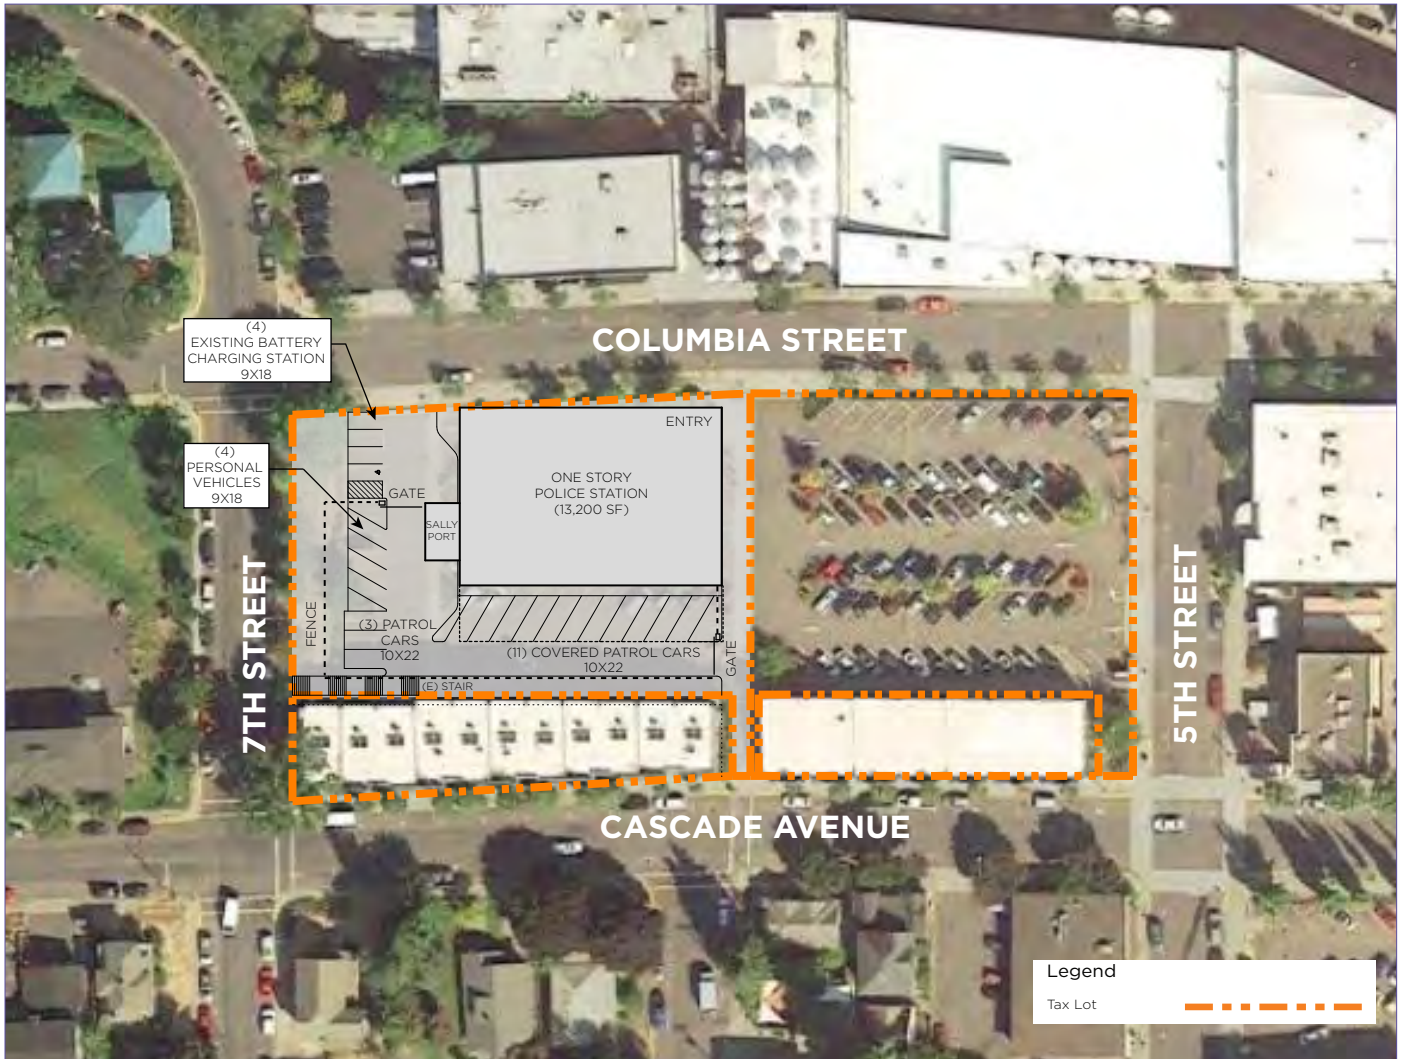 COLUMBIA STREET
(4)
EXISTING BATTERY
CHARGING STATION
9X18
(4)
PERSONAL
VEHICLES
9X18
GATE
ENTRY
ONE STORY
POLICE STATION
(13,200 SF)
SALLY
PORT
7TH STREET
FENCE
(3) PATROL
CARS
10X22
(11) COVERED PATROL CARS
10X22
GATE
(E) STAIR
5TH STREET
CASCADE AVENUE
Legend
Tax Lot